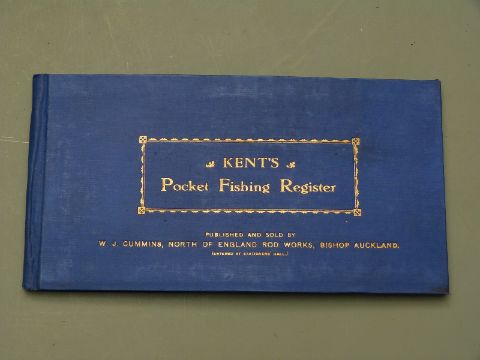 KENT'S
Pocket Fishing Register
PUBLISHED AND SOLD BY
W. J. CUMMINS, NORTH OF ENGLAND ROD WORKS, BISHOP AUCKLAND.
(ENTERED AT STATIONERS' HALL.)